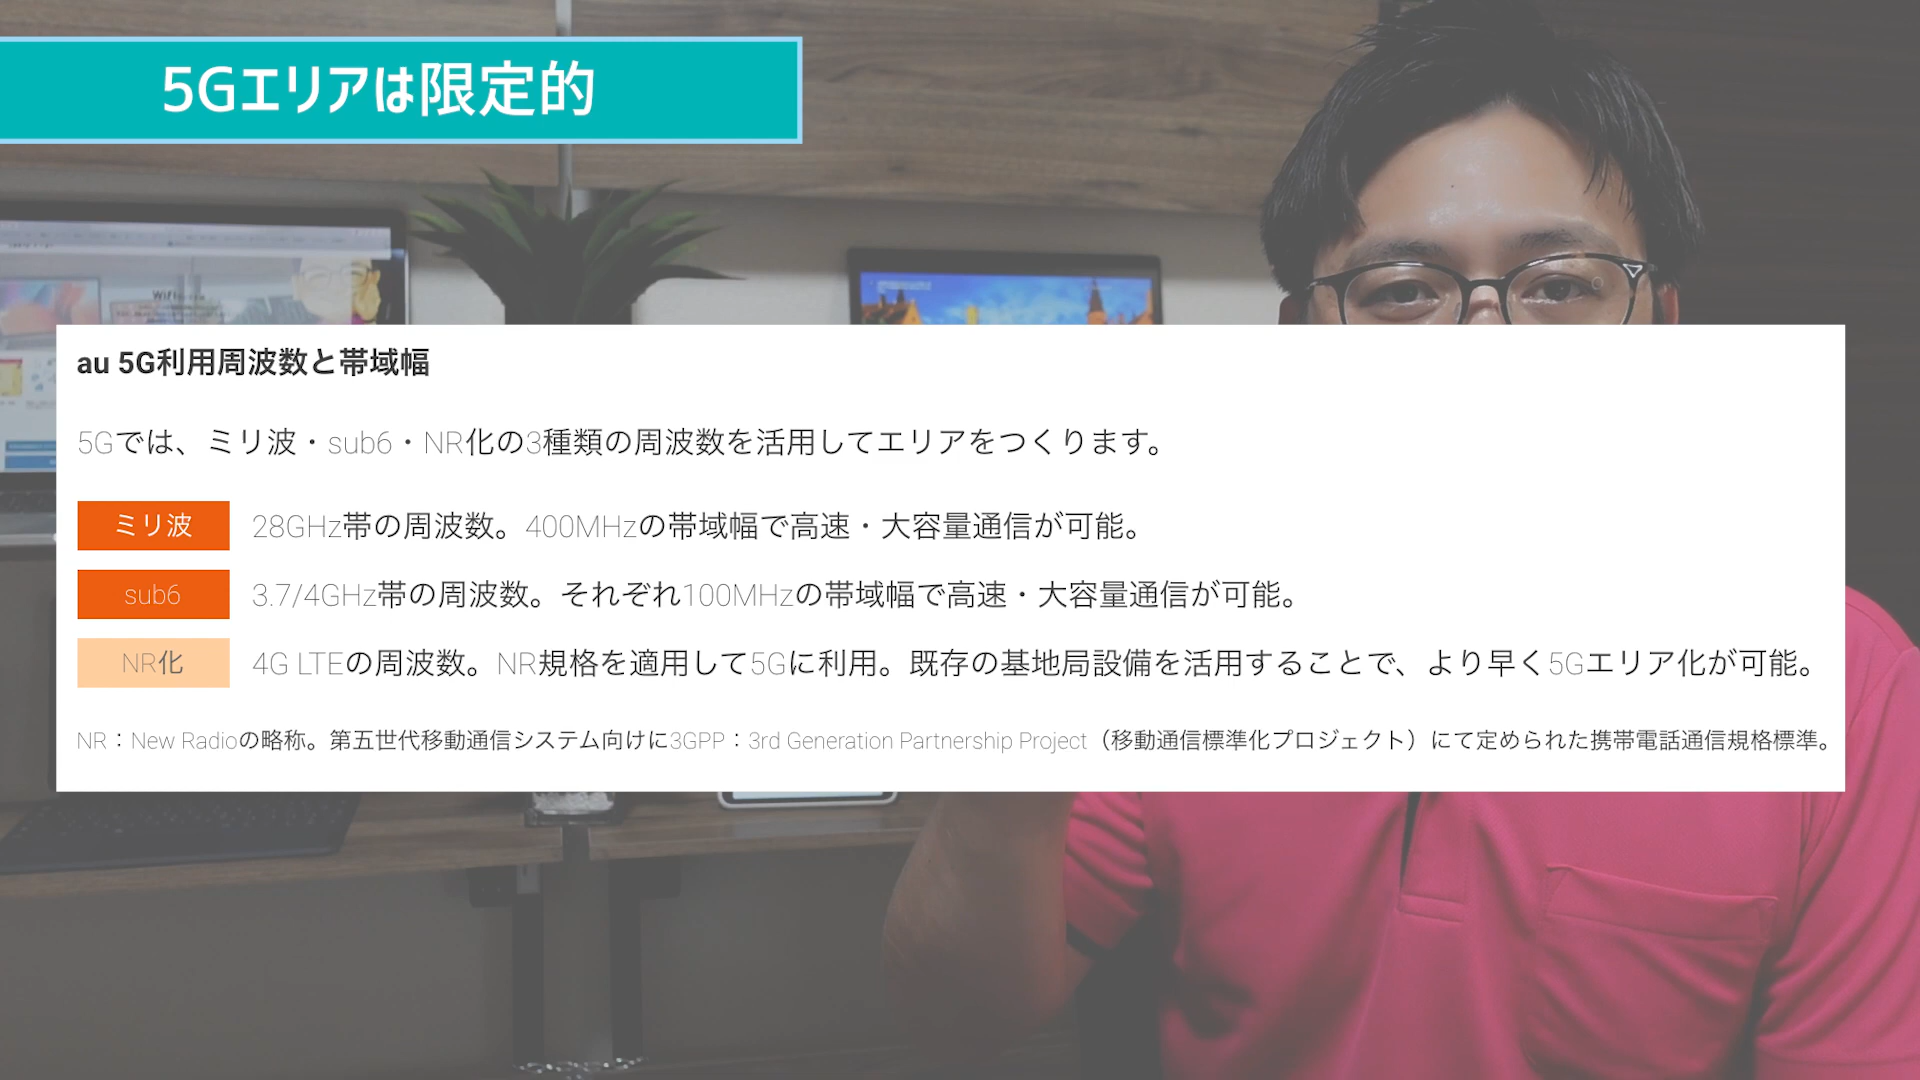 5Gエリアは限定的
au 5G利用周波数と帯域幅
5Gでは、ミリ波・sub6・NR化の3種類の周波数を活用してエリアをつくります。
ミリ波 28GHz帯の周波数。400MHzの帯域幅で高速・大容量通信が可能。
sub6 3.7/4GHz帯の周波数。それぞれ100MHzの帯域幅で高速・大容量通信が可能。
NR化 4G LTEの周波数。NR規格を適用して5Gに利用。既存の基地局設備を活用することで、より早く5Gエリア化が可能。
NR：New Radioの略称。第五世代移動通信システム向けに3GPP：3rd Generation Partnership Project（移動通信標準化プロジェクト）にて定められた携帯電話通信規格標準。